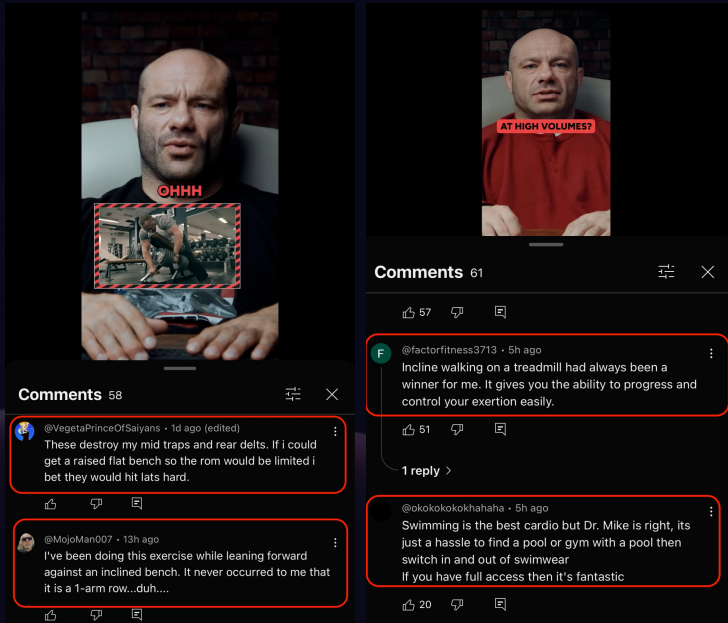 OHHH
Comments 58
@VegetaPrinceOfSaiyans • 1d ago (edited)
These destroy my mid traps and rear delts. If i could
get a raised flat bench so the rom would be limited i
bet they would hit lats hard.
@MojoMan007 • 13h ago
I've been doing this exercise while leaning forward
against an inclined bench. It never occurred to me that
it is a 1-arm row...duh....
AT HIGH VOLUMES?
Comments 61
57
F
@factorfitness3713 • 5h ago
Incline walking on a treadmill had always been a
winner for me. It gives you the ability to progress and
control your exertion easily.
51
1 reply
@okokokokokhahaha • 5h ago
Swimming is the best cardio but Dr. Mike is right, its
just a hassle to find a pool or gym with a pool then
switch in and out of swimwear
If you have full access then it's fantastic
20